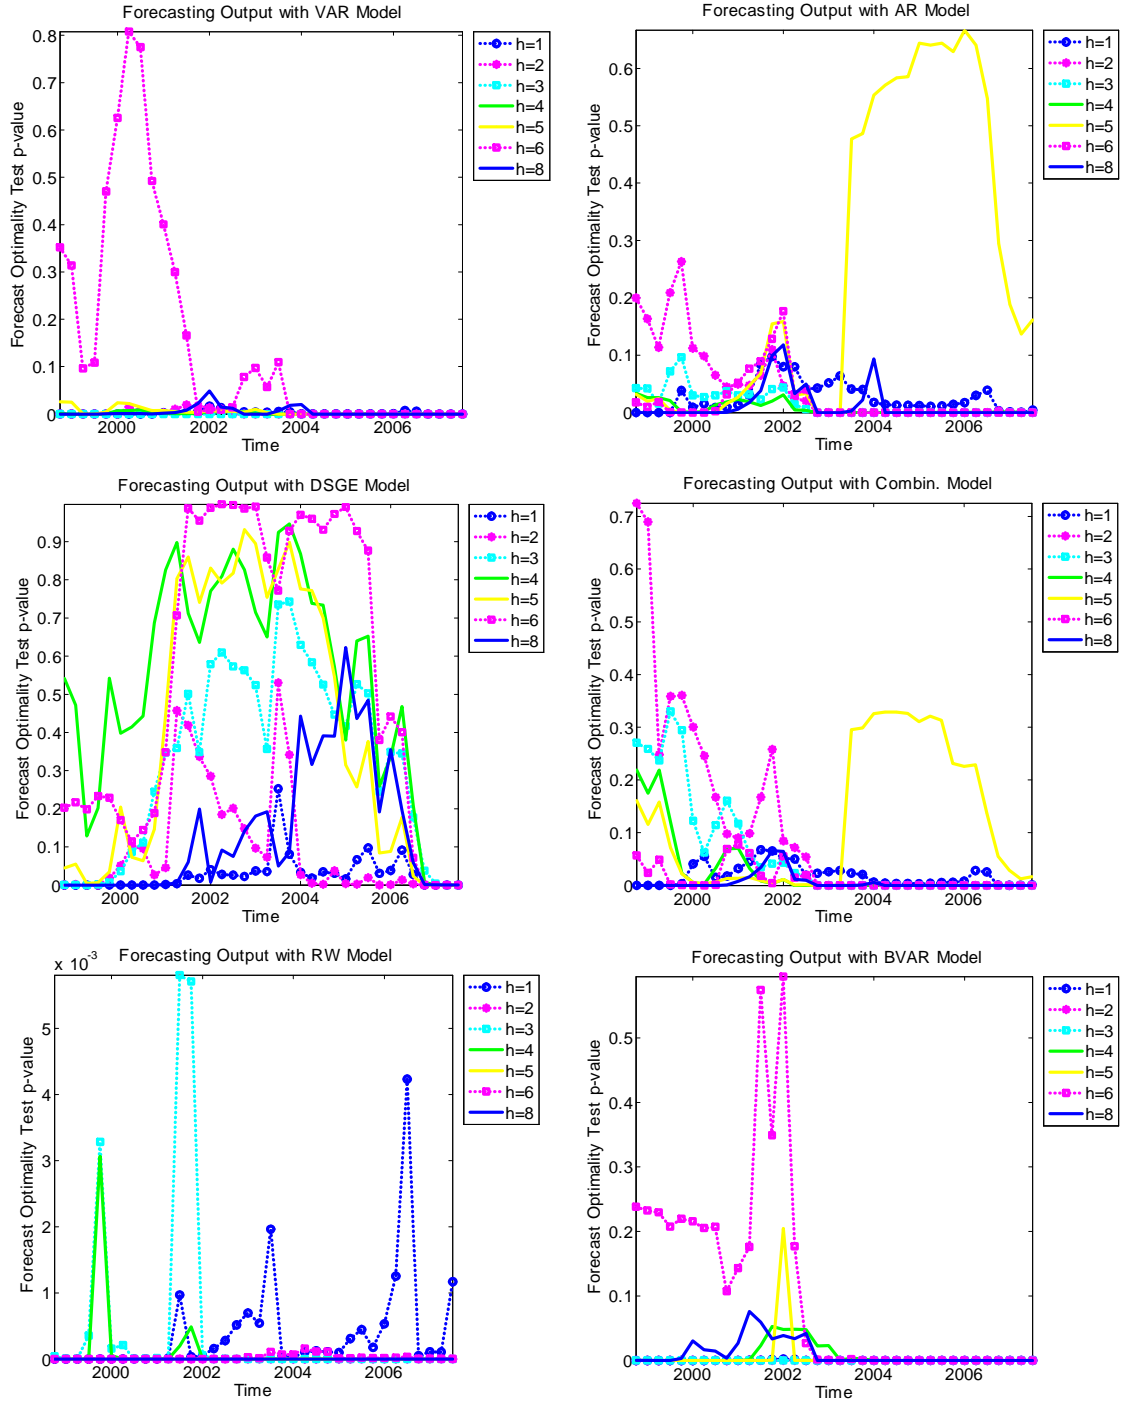 Forecasting Output with VAR Model
Forecast Optimality Test p-value
0.8
0.7
0.6
0.5
0.4
0.3
0.2
0.1
0
2000 2002 2004 2006
Time
h=1
h=2
h=3
h=4
h=5
h=6
h=8
Forecasting Output with AR Model
Forecast Optimality Test p-value
0.6
0.5
0.4
0.3
0.2
0.1
0
2000 2002 2004 2006
Time
h=1
h=2
h=3
h=4
h=5
h=6
h=8
Forecasting Output with DSGE Model
Forecast Optimality Test p-value
0.9
0.8
0.7
0.6
0.5
0.4
0.3
0.2
0.1
0
2000 2002 2004 2006
Time
h=1
h=2
h=3
h=4
h=5
h=6
h=8
Forecasting Output with Combin. Model
Forecast Optimality Test p-value
0.7
0.6
0.5
0.4
0.3
0.2
0.1
0
2000 2002 2004 2006
Time
h=1
h=2
h=3
h=4
h=5
h=6
h=8
Forecasting Output with RW Model
x 10^-3
Forecast Optimality Test p-value
5
4
3
2
1
0
2000 2002 2004 2006
Time
h=1
h=2
h=3
h=4
h=5
h=6
h=8
Forecasting Output with BVAR Model
Forecast Optimality Test p-value
0.5
0.4
0.3
0.2
0.1
0
2000 2002 2004 2006
Time
h=1
h=2
h=3
h=4
h=5
h=6
h=8